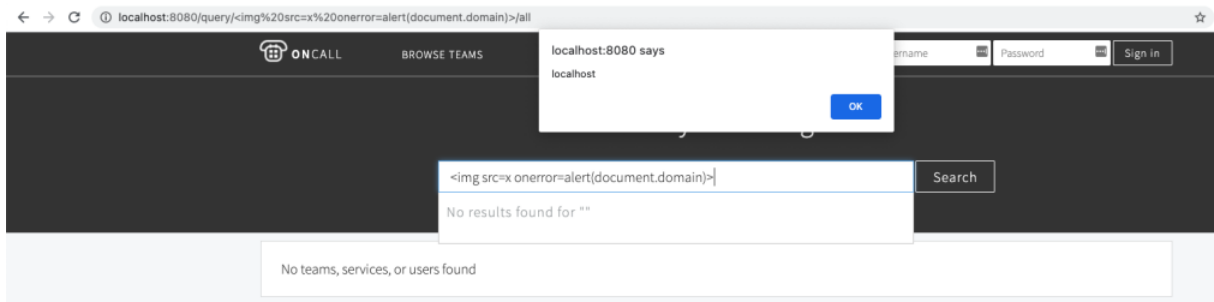 localhost:8080/query/<img%20src=x%20onerror=alert(document.domain)>/all
ONCALL BROWSE TEAMS Password Sign in
localhost:8080 says
localhost
OK
<img src=x onerror=alert(document.domain)>
Search
No results found for ""
No teams, services, or users found